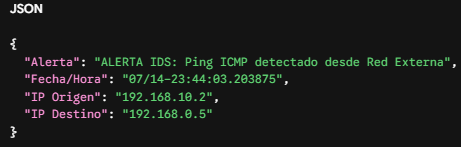 JSON
{
"Alerta": "ALERTA IDS: Ping ICMP detectado desde Red Externa",
"Fecha/Hora": "07/14-23:44:03.203875",
"IP Origen": "192.168.10.2",
"IP Destino": "192.168.0.5"
}